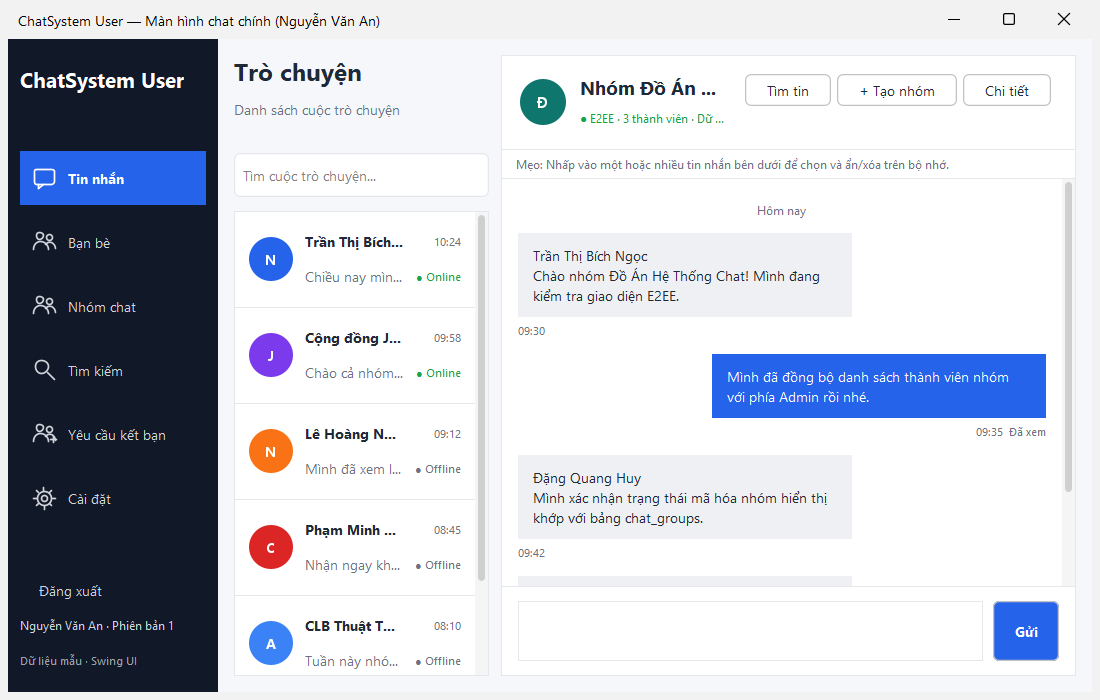 ChatSystem User — Màn hình chat chính (Nguyễn Văn An)
ChatSystem User
Tin nhắn
Bạn bè
Nhóm chat
Tìm kiếm
Yêu cầu kết bạn
Cài đặt
Đăng xuất
Nguyễn Văn An · Phiên bản 1
Dữ liệu mẫu · Swing UI
Trò chuyện
Danh sách cuộc trò chuyện
Tìm cuộc trò chuyện...
N
Trần Thị Bích...
10:24
Chiều nay mìn...
● Online
J
Cộng đồng J...
09:58
Chào cả nhóm...
● Online
N
Lê Hoàng N...
09:12
Mình đã xem l...
● Offline
C
Phạm Minh ...
08:45
Nhận ngay kh...
● Offline
A
CLB Thuật T...
08:10
Tuần này nhó...
● Offline
Đ
Nhóm Đồ Án ...
● E2EE · 3 thành viên · Dữ ...
Tìm tin
+ Tạo nhóm
Chi tiết
Mẹo: Nhấp vào một hoặc nhiều tin nhắn bên dưới để chọn và ẩn/xóa trên bộ nhớ.
Hôm nay
Trần Thị Bích Ngọc
Chào nhóm Đồ Án Hệ Thống Chat! Mình đang
kiểm tra giao diện E2EE.
09:30
Mình đã đồng bộ danh sách thành viên nhóm
với phía Admin rồi nhé.
09:35 Đã xem
Đặng Quang Huy
Mình xác nhận trạng thái mã hóa nhóm hiển thị
khớp với bảng chat_groups.
09:42
Gửi